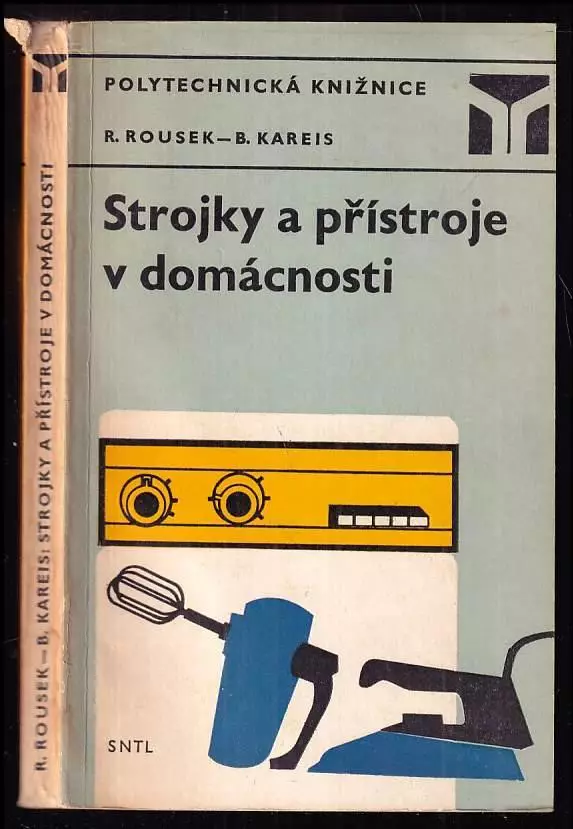 POLYTECHNICKÁ KNIŽNICE
R. ROUSEK—B. KAREIS
Strojky a přístroje
v domácnosti
SNTL
R. ROUSEK—B. KAREIS: STROJKY A PŘÍSTROJE V DOMÁCNOSTI